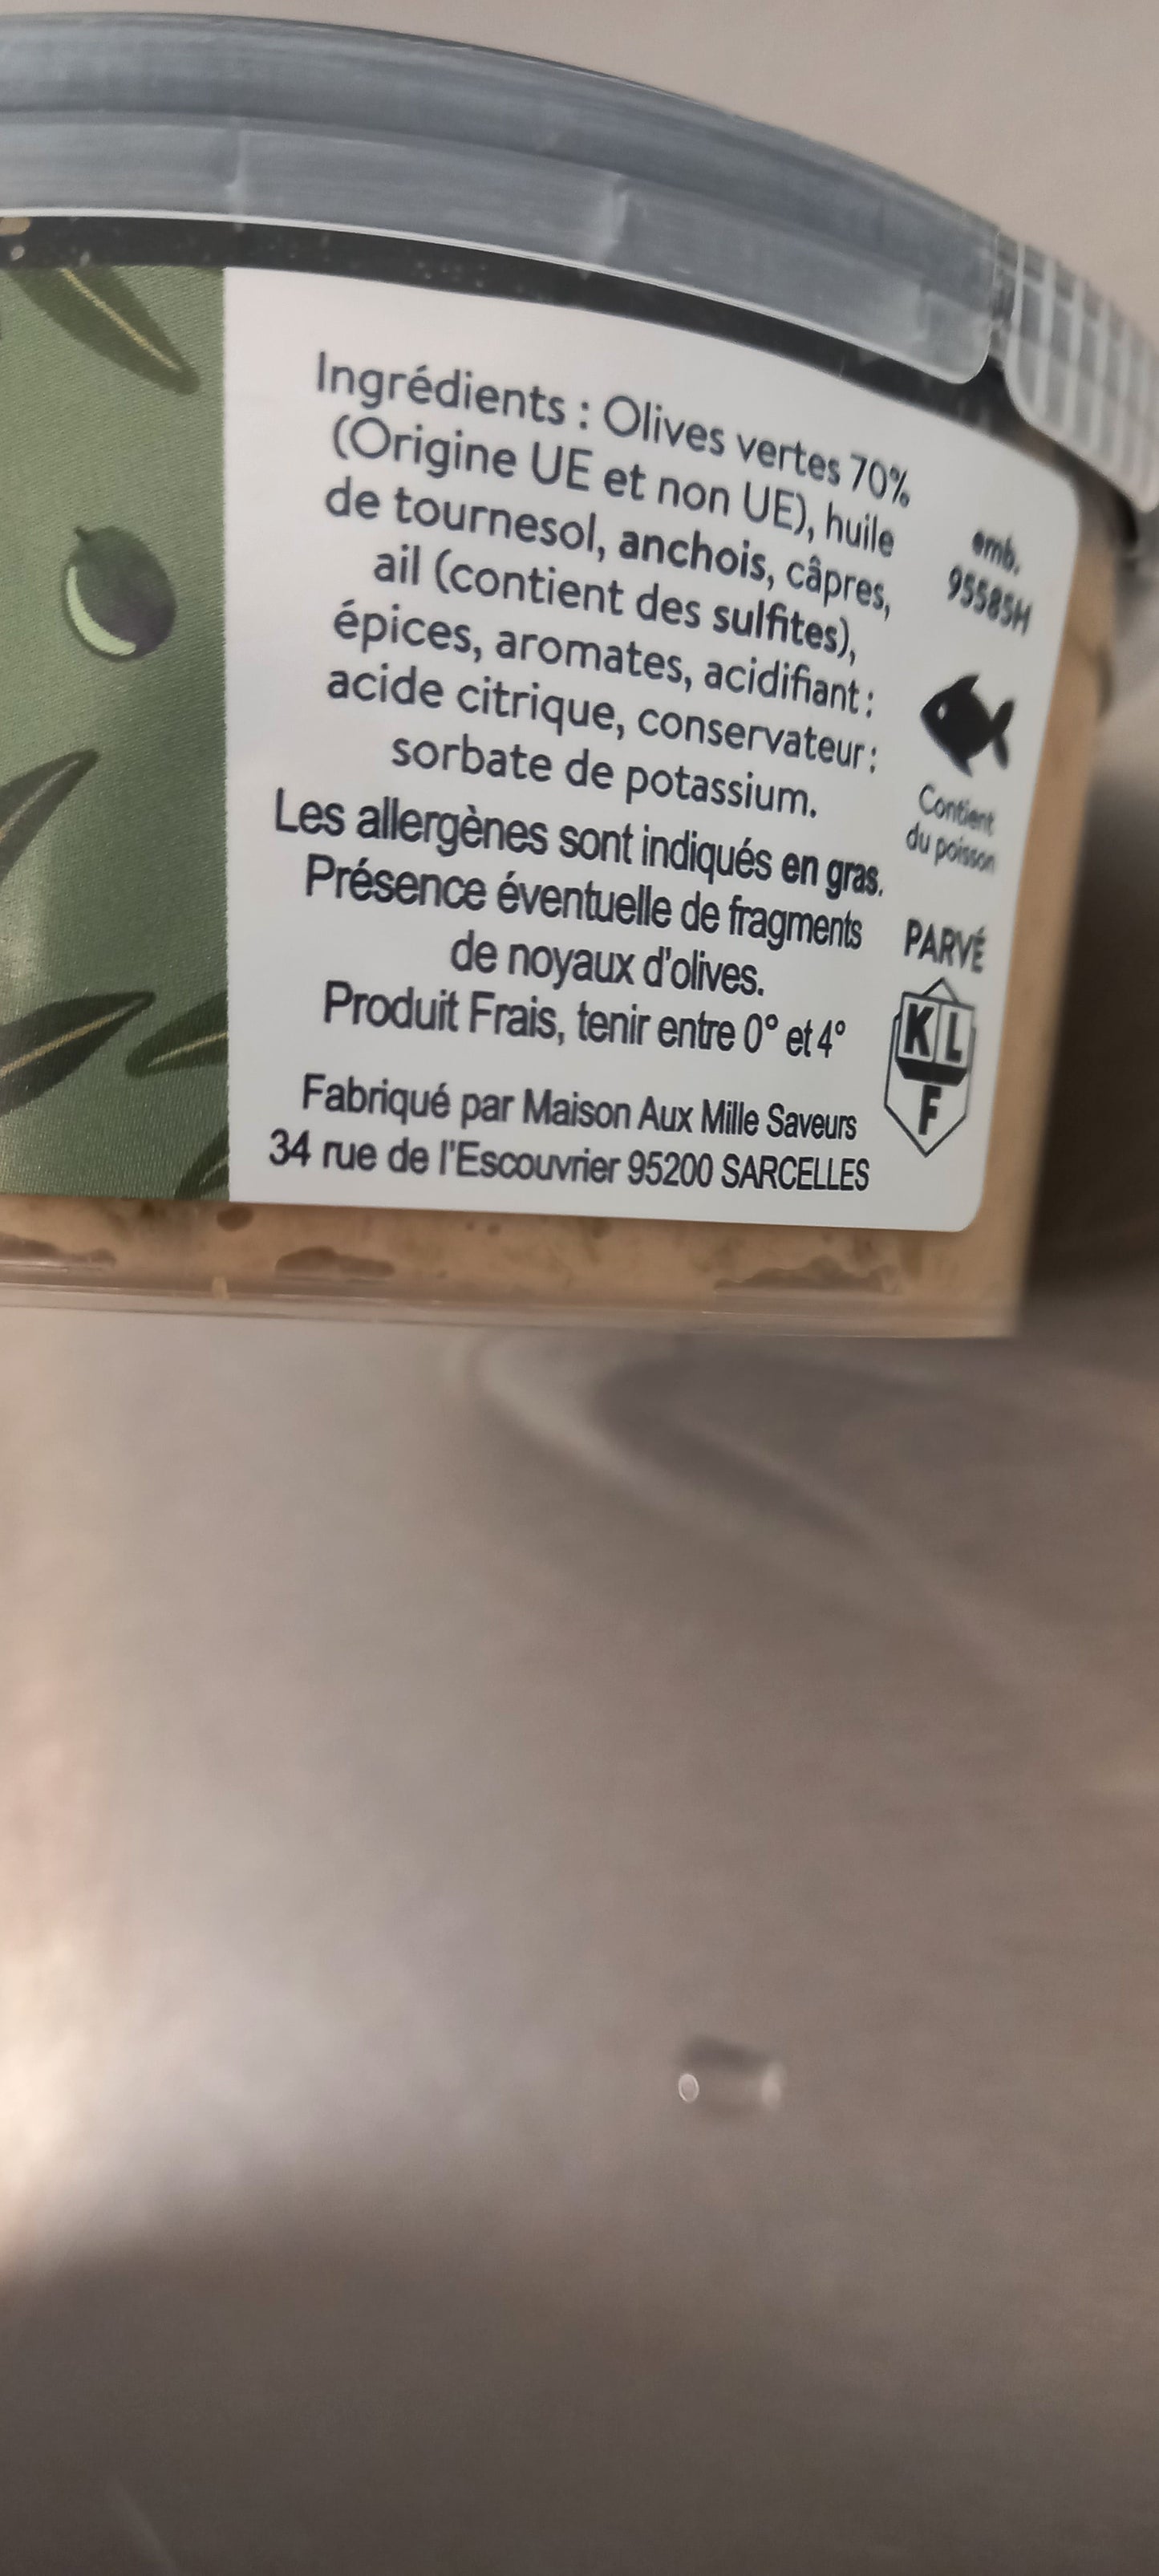 Ingrédients : Olives vertes 70%
(Origine UE et non UE), huile
de tournesol, anchois, câpres,
ail (contient des sulfites),
épices, aromates, acidifiant :
acide citrique, conservateur :
sorbate de potassium.
Les allergènes sont indiqués en gras.
Présence éventuelle de fragments
de noyaux d'olives.
Produit Frais, tenir entre 0° et 4°
Fabriqué par Maison Aux Mille Saveurs
34 rue de l'Escouvrier 95200 SARCELLES
emb.
95585H
Contient
du poisson
PARVÉ
K L
F